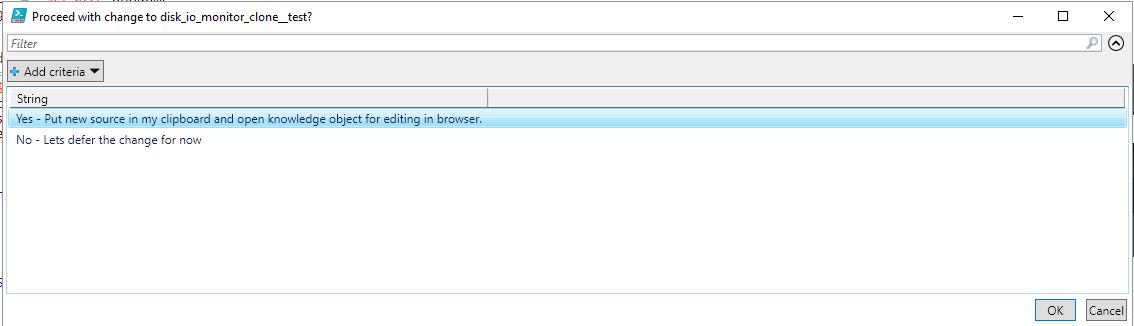 Proceed with change to disk_io_monitor_clone__test?
Filter
Add criteria
String
Yes - Put new source in my clipboard and open knowledge object for editing in browser.
No - Lets defer the change for now
OK
Cancel